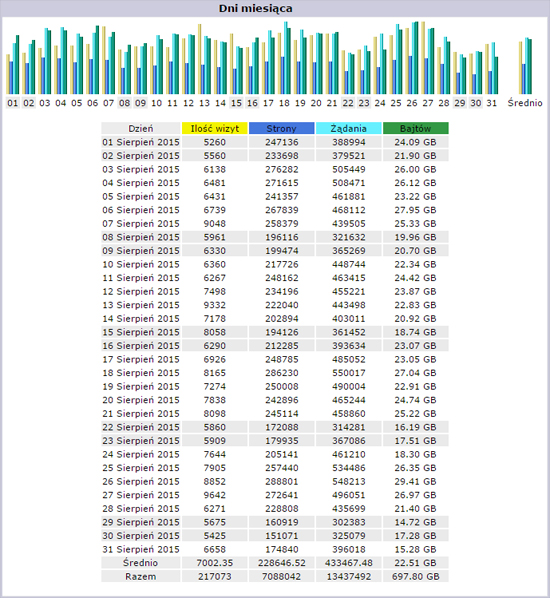 Dni miesiąca
01 02 03 04 05 06 07 08 09 10 11 12 13 14 15 16 17 18 19 20 21 22 23 24 25 26 27 28 29 30 31 Średnio
Dzień Ilość wizyt Strony Żądania Bajtów
01 Sierpień 2015 5260 247136 388994 24.09 GB
02 Sierpień 2015 5560 233698 379521 21.90 GB
03 Sierpień 2015 6138 276282 505449 26.00 GB
04 Sierpień 2015 6481 271615 508471 26.12 GB
05 Sierpień 2015 6431 241357 461881 23.22 GB
06 Sierpień 2015 6739 267839 468112 27.95 GB
07 Sierpień 2015 9048 258379 439505 25.33 GB
08 Sierpień 2015 5961 196116 321632 19.96 GB
09 Sierpień 2015 6330 199474 365269 20.70 GB
10 Sierpień 2015 6360 217726 448744 22.34 GB
11 Sierpień 2015 6267 248162 463415 24.42 GB
12 Sierpień 2015 7498 234196 455221 23.87 GB
13 Sierpień 2015 9332 222040 443498 22.83 GB
14 Sierpień 2015 7178 202894 403011 20.92 GB
15 Sierpień 2015 8058 194126 361452 18.74 GB
16 Sierpień 2015 6290 212285 393634 23.07 GB
17 Sierpień 2015 6926 248785 485052 23.05 GB
18 Sierpień 2015 8165 286230 550017 27.04 GB
19 Sierpień 2015 7274 250008 490004 22.91 GB
20 Sierpień 2015 7838 242896 465244 24.74 GB
21 Sierpień 2015 8098 245114 458860 25.22 GB
22 Sierpień 2015 5860 172088 314281 16.19 GB
23 Sierpień 2015 5909 179935 367086 17.51 GB
24 Sierpień 2015 7644 205141 461210 18.30 GB
25 Sierpień 2015 7905 257440 534486 26.35 GB
26 Sierpień 2015 8852 288801 548213 29.41 GB
27 Sierpień 2015 9642 272641 496051 26.97 GB
28 Sierpień 2015 6271 228808 435699 21.40 GB
29 Sierpień 2015 5675 160919 302383 14.72 GB
30 Sierpień 2015 5425 151071 325079 17.28 GB
31 Sierpień 2015 6658 174840 396018 15.28 GB
Średnio 7002.35 228646.52 433467.48 22.51 GB
Razem 217073 7088042 13437492 697.80 GB